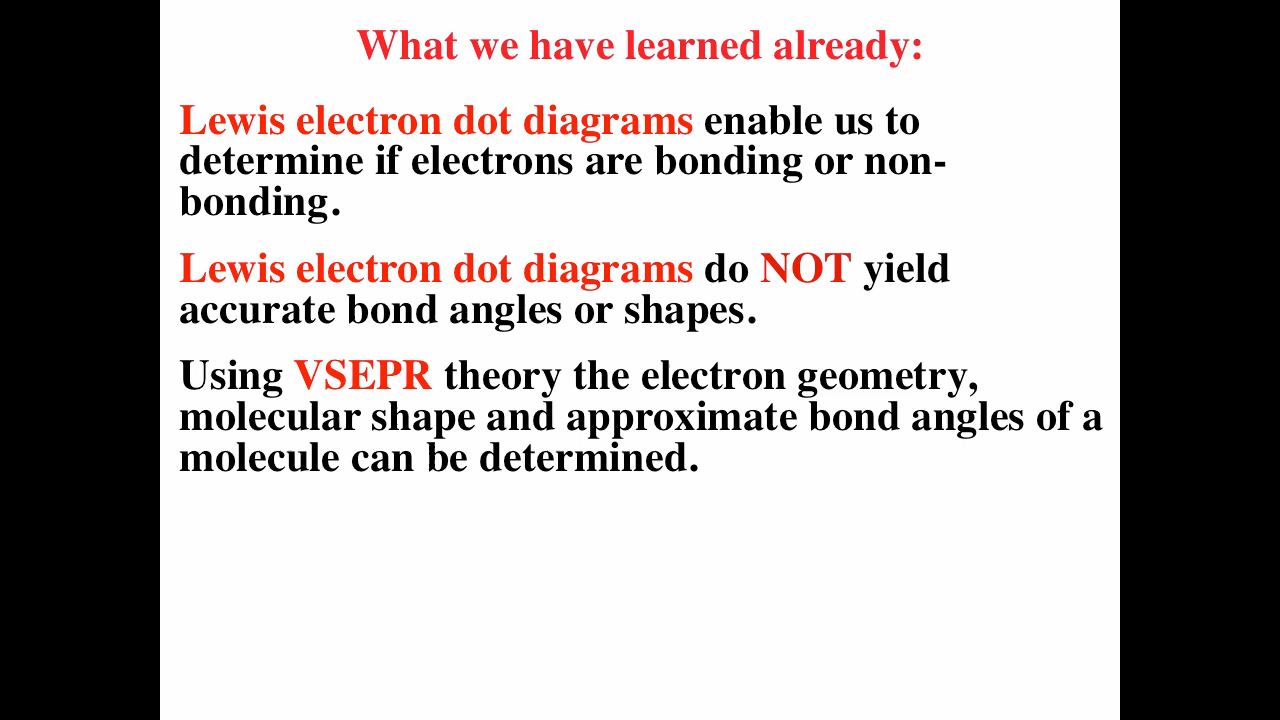 What we have learned already:
Lewis electron dot diagrams enable us to
determine if electrons are bonding or non-
bonding.
Lewis electron dot diagrams do NOT yield
accurate bond angles or shapes.
Using VSEPR theory the electron geometry,
molecular shape and approximate bond angles of a
molecule can be determined.